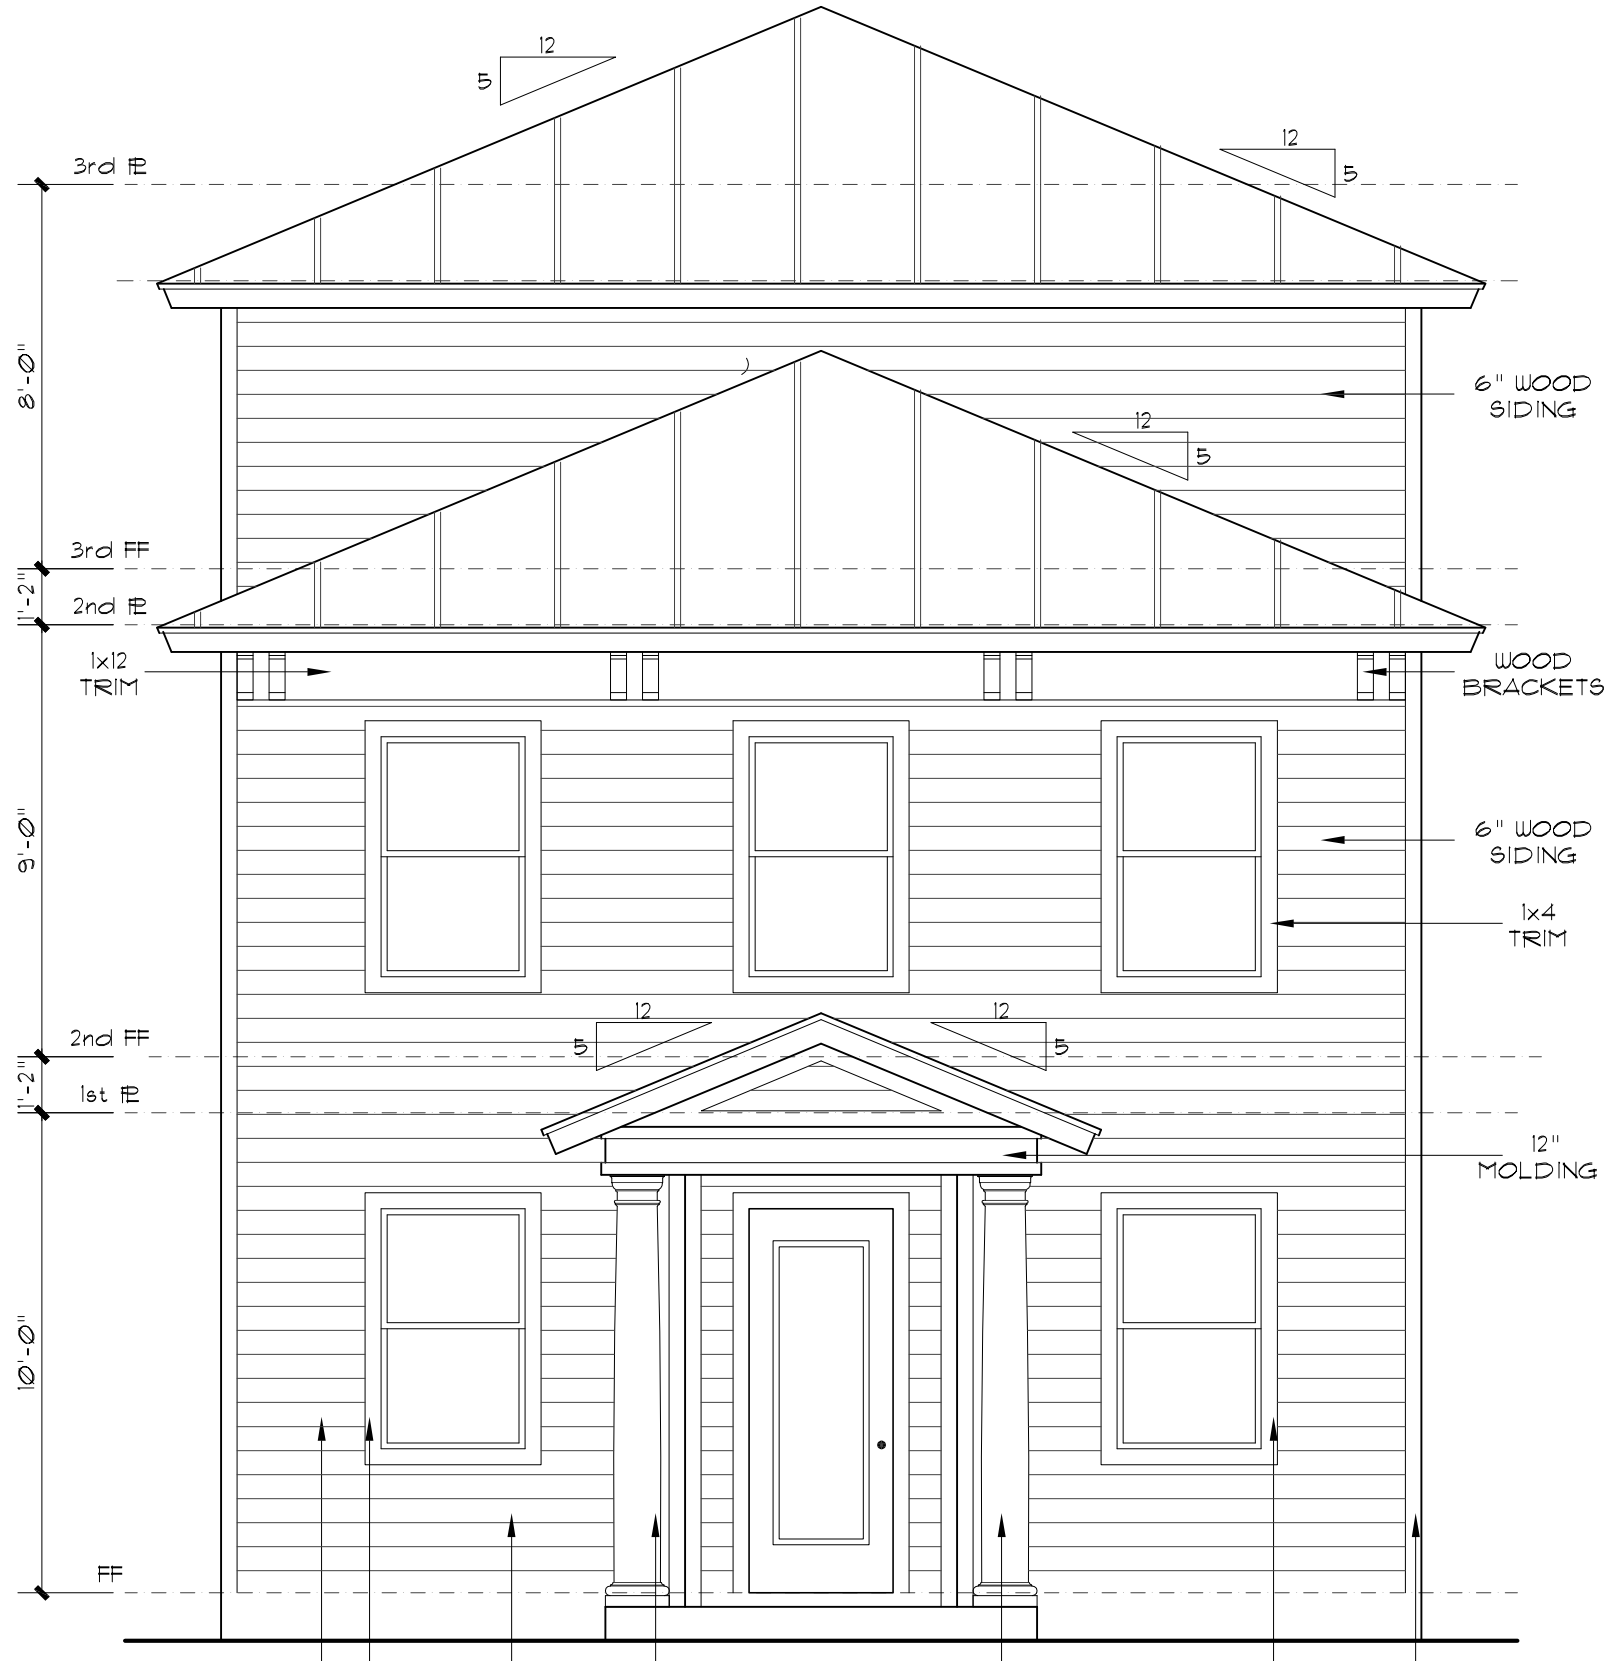 12
5
12
5
3rd PL
8'-0"
6" WOOD
SIDING
12
5
3rd FF
1'-2"
2nd PL
1x12
TRIM
WOOD
BRACKETS
9'-0"
6" WOOD
SIDING
1x4
TRIM
12
5
12
5
2nd FF
1'-2"
1st PL
12"
MOLDING
10'-0"
FF